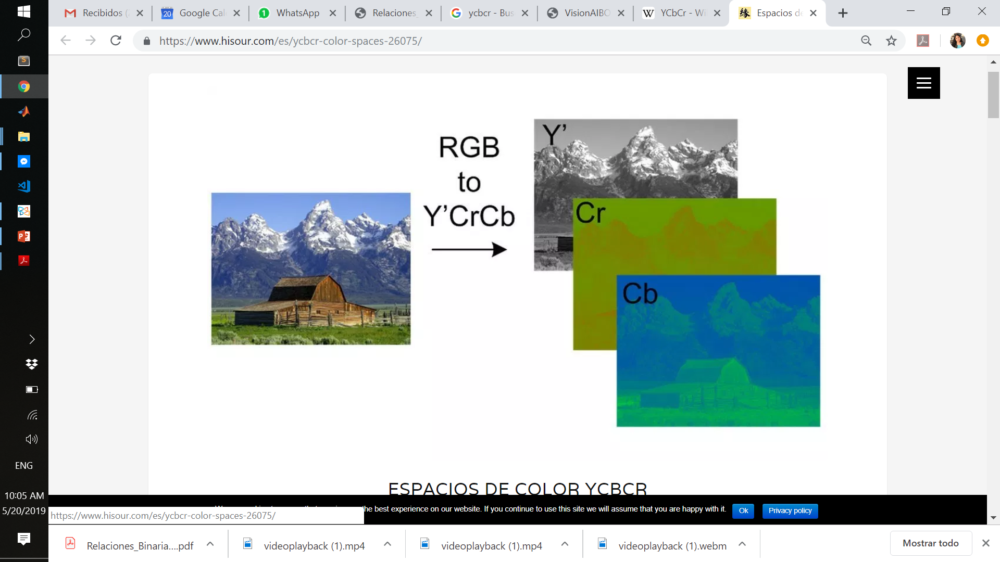 Recibidos (
20
Google Cal
1
WhatsApp
Relaciones_
ycbcr - Bus
VisionAIBO
W
YCbCr - Wi
Espacios de
https://www.hisour.com/es/ycbcr-color-spaces-26075/
RGB
to
Y'CrCb
Y'
Cr
Cb
ESPACIOS DE COLOR YCBCR
the best experience on our website. If you continue to use this site we will assume that you are happy with it.
Ok
Privacy policy
https://www.hisour.com/es/ycbcr-color-spaces-26075/
ENG
10:05 AM
5/20/2019
Relaciones_Binaria....pdf
videoplayback (1).mp4
videoplayback (1).mp4
videoplayback (1).webm
Mostrar todo